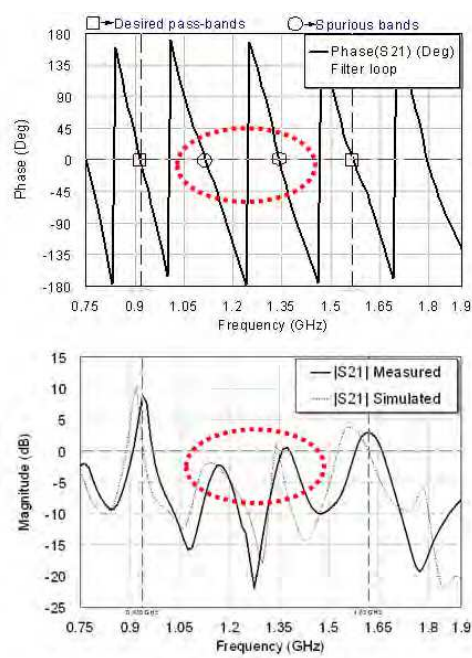 Desired pass-bands Spurious bands
180
135
90
45
0
-45
-90
-135
-180
Phase (Deg)
Phase(S21) (Deg)
Filter loop
0.75 0.9 1.05 1.2 1.35 1.5 1.65 1.8 1.9
Frequency (GHz)
15
10
5
0
-5
-10
-15
-20
-25
Magnitude (dB)
|S21| Measured
|S21| Simulated
0.75 0.9 1.05 1.2 1.35 1.5 1.65 1.8 1.9
Frequency (GHz)